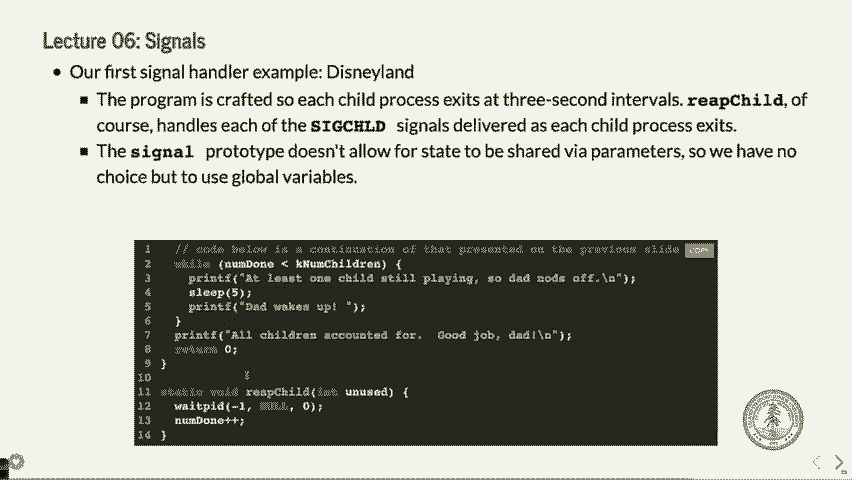 Lecture 06: Signals
• Our first signal handler example: Disneyland
▪ The program is crafted so each child process exits at three-second intervals. reapChild, of
course, handles each of the SIGCHLD signals delivered as each child process exits.
▪ The signal prototype doesn't allow for state to be shared via parameters, so we have no
choice but to use global variables.
1 // code below is a continuation of that presented on the previous slide
2 while (numDone < kNumChildren) {
3 printf("At least one child still playing, so dad nods off.\n");
4 sleep(5);
5 printf("Dad wakes up! ");
6 }
7 printf("All children accounted for.  Good job, dad!\n");
8 return 0;
9 }
10
11 static void reapChild(int unused) {
12 waitpid(-1, NULL, 0);
13 numDone++;
14 }